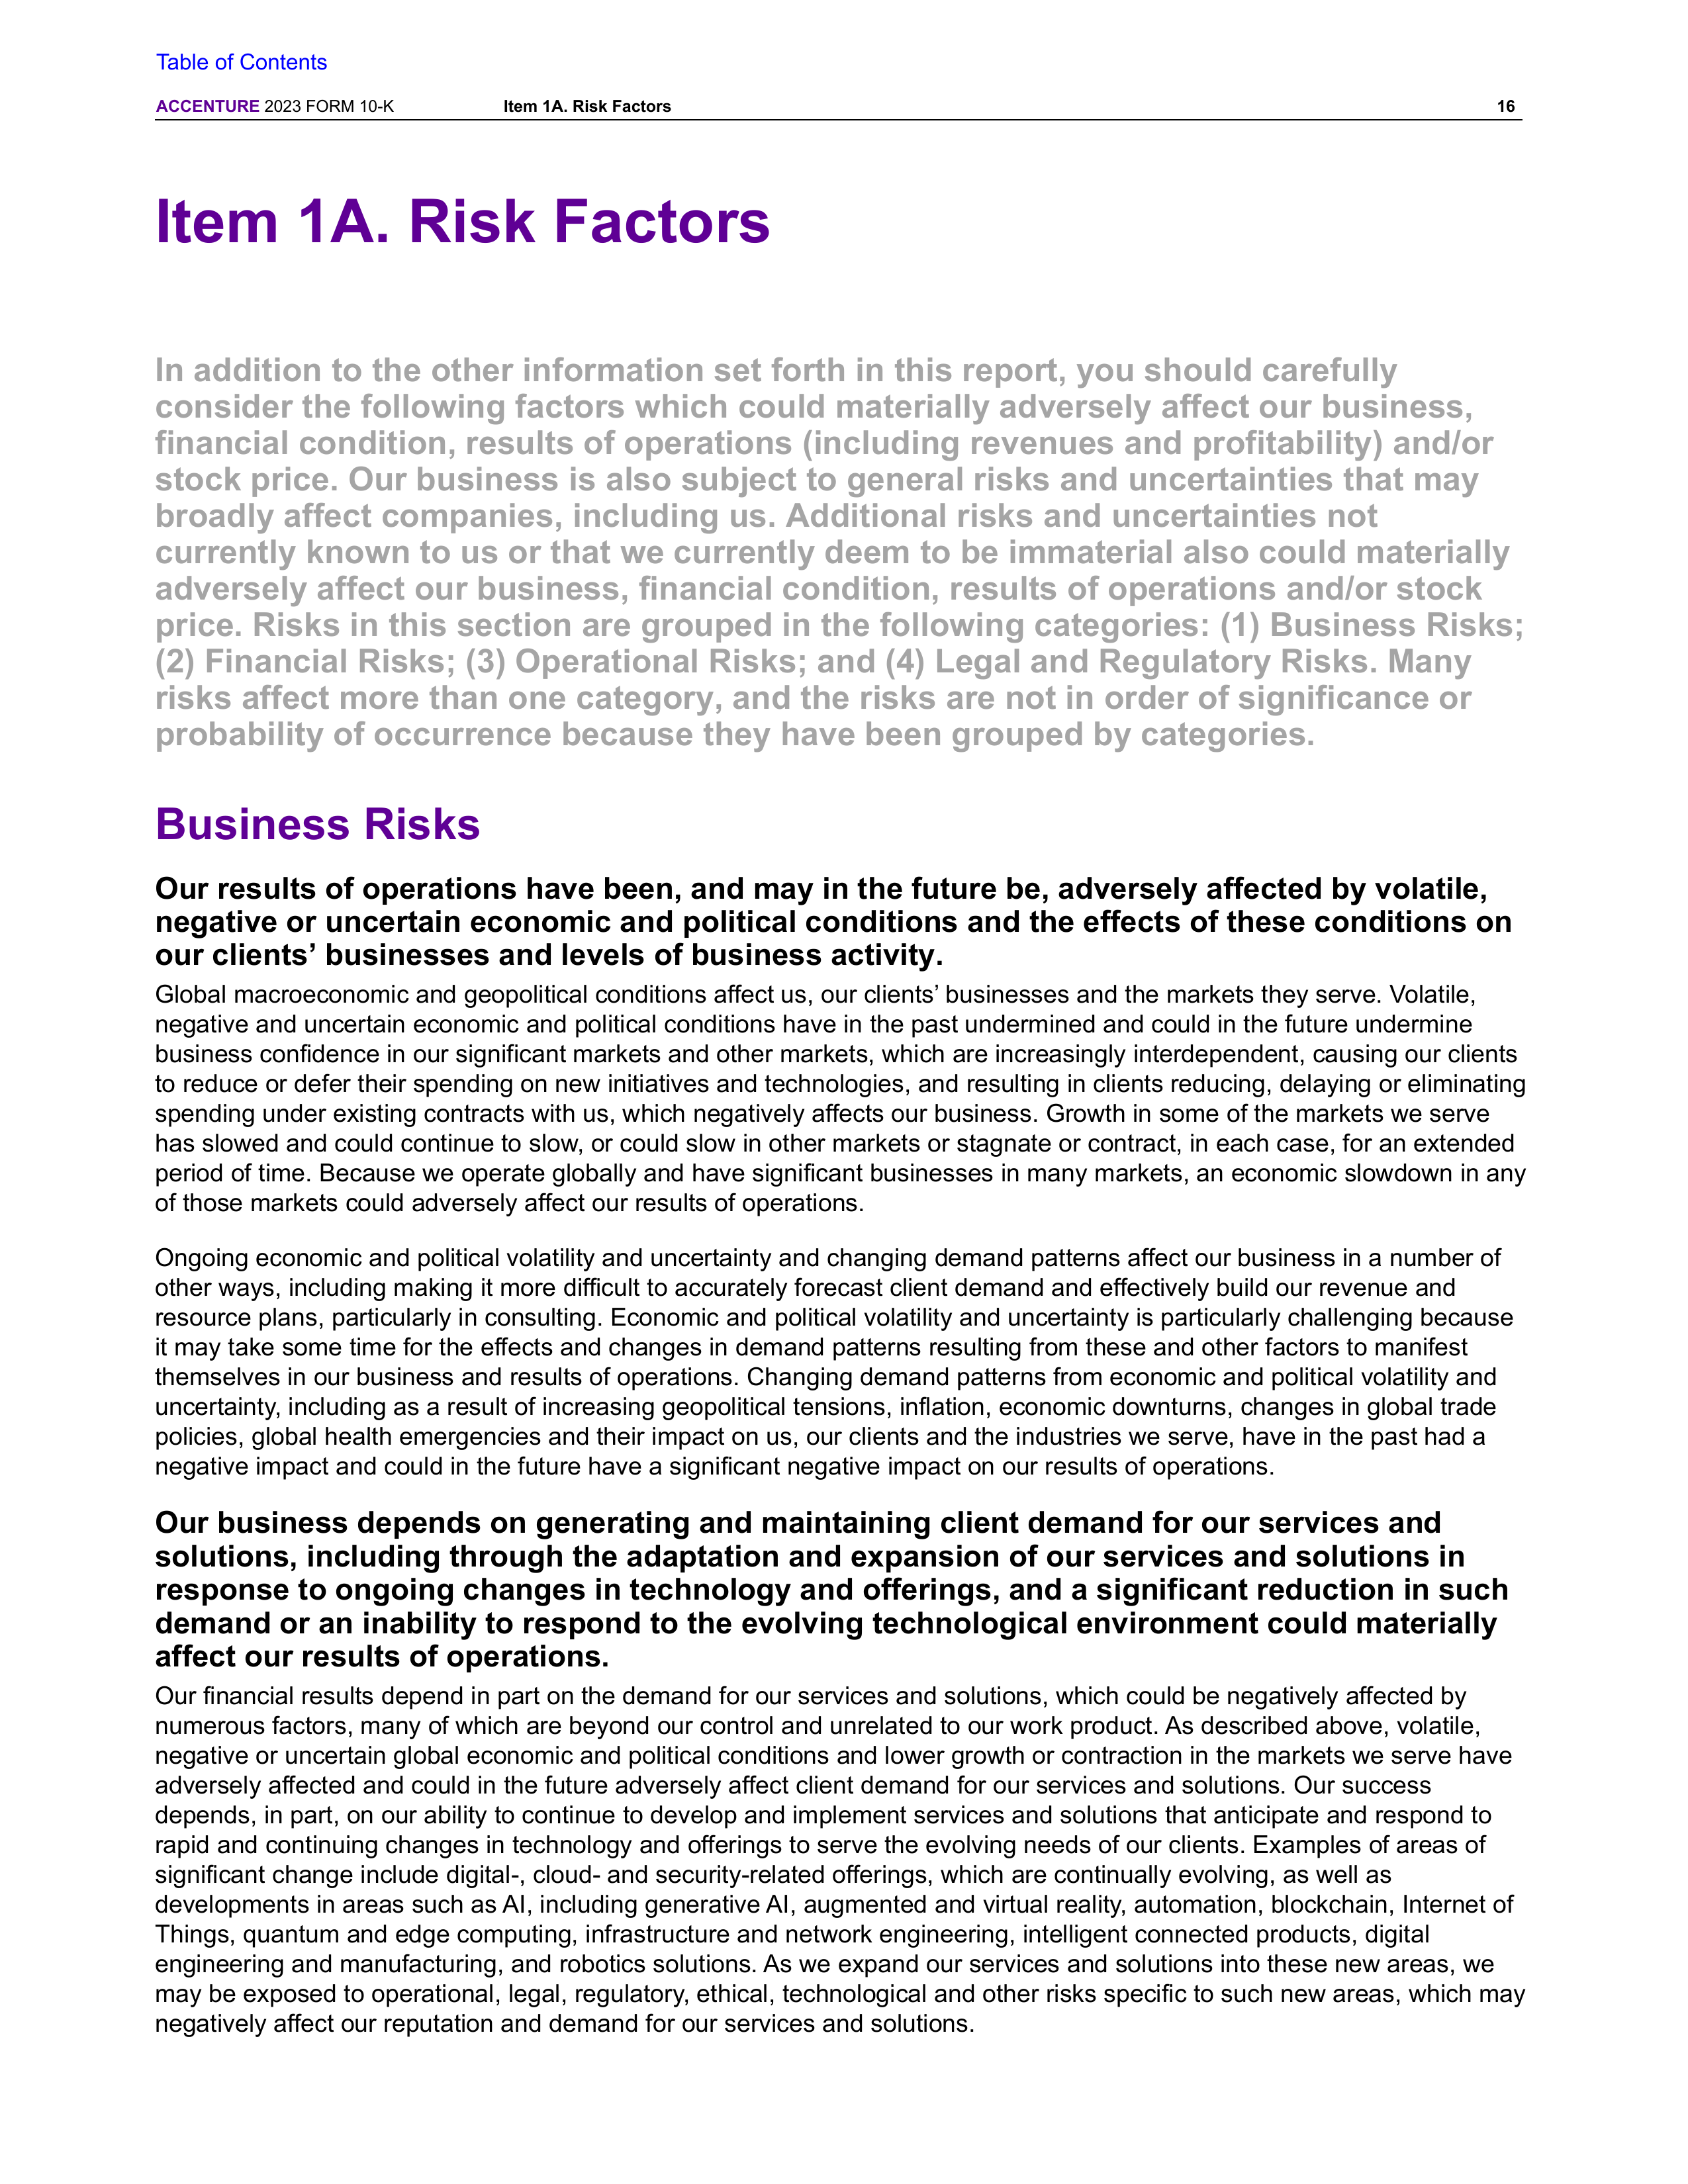 Table of Contents
ACCENTURE 2023 FORM 10-K Item 1A. Risk Factors 16
Item 1A. Risk Factors
In addition to the other information set forth in this report, you should carefully
consider the following factors which could materially adversely affect our business,
financial condition, results of operations (including revenues and profitability) and/or
stock price. Our business is also subject to general risks and uncertainties that may
broadly affect companies, including us. Additional risks and uncertainties not
currently known to us or that we currently deem to be immaterial also could materially
adversely affect our business, financial condition, results of operations and/or stock
price. Risks in this section are grouped in the following categories: (1) Business Risks;
(2) Financial Risks; (3) Operational Risks; and (4) Legal and Regulatory Risks. Many
risks affect more than one category, and the risks are not in order of significance or
probability of occurrence because they have been grouped by categories.
Business Risks
Our results of operations have been, and may in the future be, adversely affected by volatile,
negative or uncertain economic and political conditions and the effects of these conditions on
our clients’ businesses and levels of business activity.
Global macroeconomic and geopolitical conditions affect us, our clients’ businesses and the markets they serve. Volatile,
negative and uncertain economic and political conditions have in the past undermined and could in the future undermine
business confidence in our significant markets and other markets, which are increasingly interdependent, causing our clients
to reduce or defer their spending on new initiatives and technologies, and resulting in clients reducing, delaying or eliminating
spending under existing contracts with us, which negatively affects our business. Growth in some of the markets we serve
has slowed and could continue to slow, or could slow in other markets or stagnate or contract, in each case, for an extended
period of time. Because we operate globally and have significant businesses in many markets, an economic slowdown in any
of those markets could adversely affect our results of operations.
Ongoing economic and political volatility and uncertainty and changing demand patterns affect our business in a number of
other ways, including making it more difficult to accurately forecast client demand and effectively build our revenue and
resource plans, particularly in consulting. Economic and political volatility and uncertainty is particularly challenging because
it may take some time for the effects and changes in demand patterns resulting from these and other factors to manifest
themselves in our business and results of operations. Changing demand patterns from economic and political volatility and
uncertainty, including as a result of increasing geopolitical tensions, inflation, economic downturns, changes in global trade
policies, global health emergencies and their impact on us, our clients and the industries we serve, have in the past had a
negative impact and could in the future have a significant negative impact on our results of operations.
Our business depends on generating and maintaining client demand for our services and
solutions, including through the adaptation and expansion of our services and solutions in
response to ongoing changes in technology and offerings, and a significant reduction in such
demand or an inability to respond to the evolving technological environment could materially
affect our results of operations.
Our financial results depend in part on the demand for our services and solutions, which could be negatively affected by
numerous factors, many of which are beyond our control and unrelated to our work product. As described above, volatile,
negative or uncertain global economic and political conditions and lower growth or contraction in the markets we serve have
adversely affected and could in the future adversely affect client demand for our services and solutions. Our success
depends, in part, on our ability to continue to develop and implement services and solutions that anticipate and respond to
rapid and continuing changes in technology and offerings to serve the evolving needs of our clients. Examples of areas of
significant change include digital-, cloud- and security-related offerings, which are continually evolving, as well as
developments in areas such as AI, including generative AI, augmented and virtual reality, automation, blockchain, Internet of
Things, quantum and edge computing, infrastructure and network engineering, intelligent connected products, digital
engineering and manufacturing, and robotics solutions. As we expand our services and solutions into these new areas, we
may be exposed to operational, legal, regulatory, ethical, technological and other risks specific to such new areas, which may
negatively affect our reputation and demand for our services and solutions.